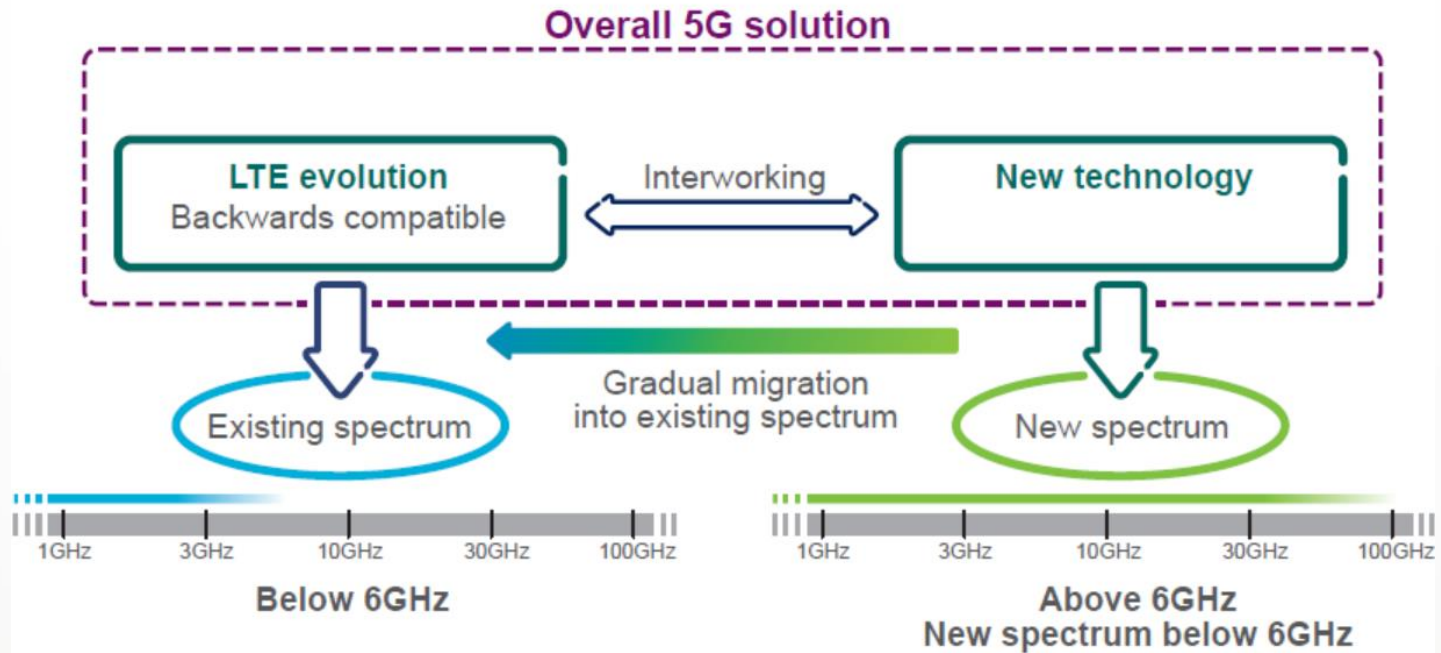 Overall 5G solution
LTE evolution
Backwards compatible
Interworking
New technology
Gradual migration
into existing spectrum
Existing spectrum
New spectrum
1GHz 3GHz 10GHz 30GHz 100GHz
Below 6GHz
1GHz 3GHz 10GHz 30GHz 100GHz
Above 6GHz
New spectrum below 6GHz